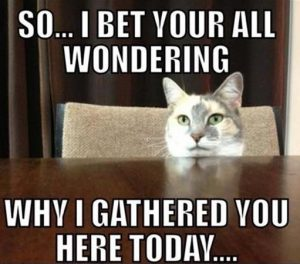 SO... I BET YOUR ALL
WONDERING
WHY I GATHERED YOU
HERE TODAY....